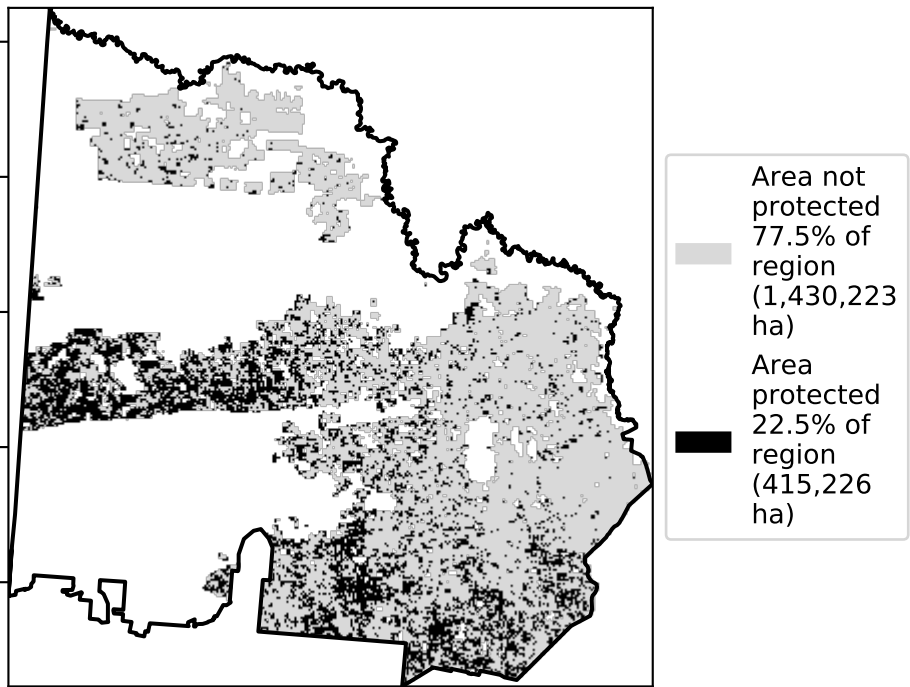 Area not
protected
77.5% of
region
(1,430,223
ha)
Area
protected
22.5% of
region
(415,226
ha)